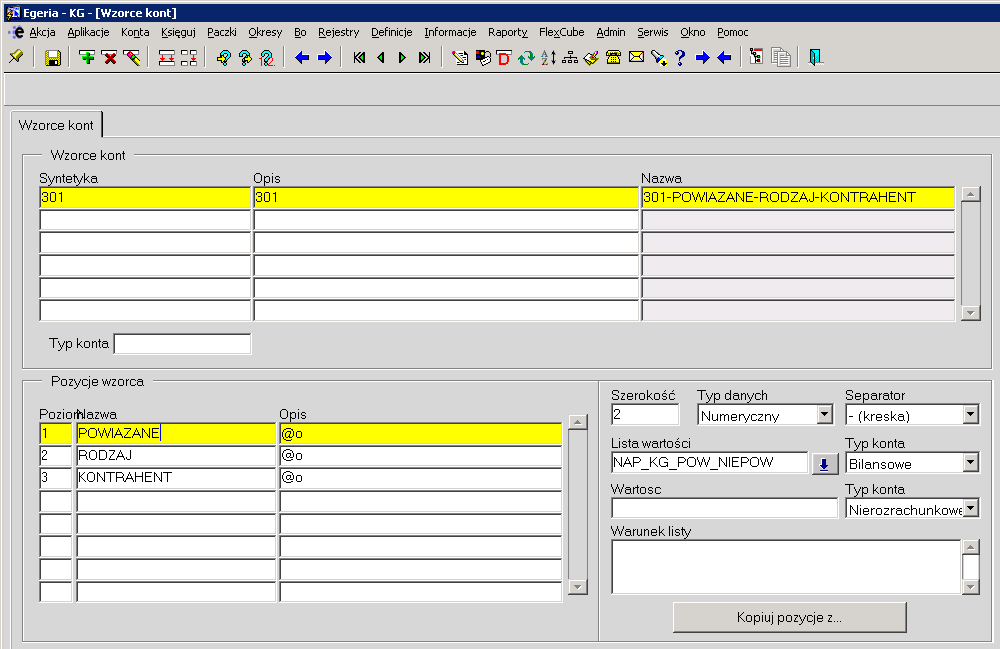 Egeria - KG - [Wzorce kont]
Akcja Aplikacje Konta Księguj Paczki Okresy Bo Rejestry Definicje Informacje Raporty FlexCube Admin Serwis Okno Pomoc
Wzorce kont
Wzorce kont
Syntetyka Opis Nazwa
301 301 301-POWIAZANE-RODZAJ-KONTRAHENT
Typ konta
Pozycje wzorca
Poziom Nazwa Opis
1 POWIAZANE @o
2 RODZAJ @o
3 KONTRAHENT @o
Szerokość Typ danych Separator
2 Numeryczny - (kreska)
Lista wartości Typ konta
NAP_KG_POW_NIEPOW Bilansowe
Wartosc Typ konta
Nierozrachunkowe
Warunek listy
Kopiuj pozycje z...